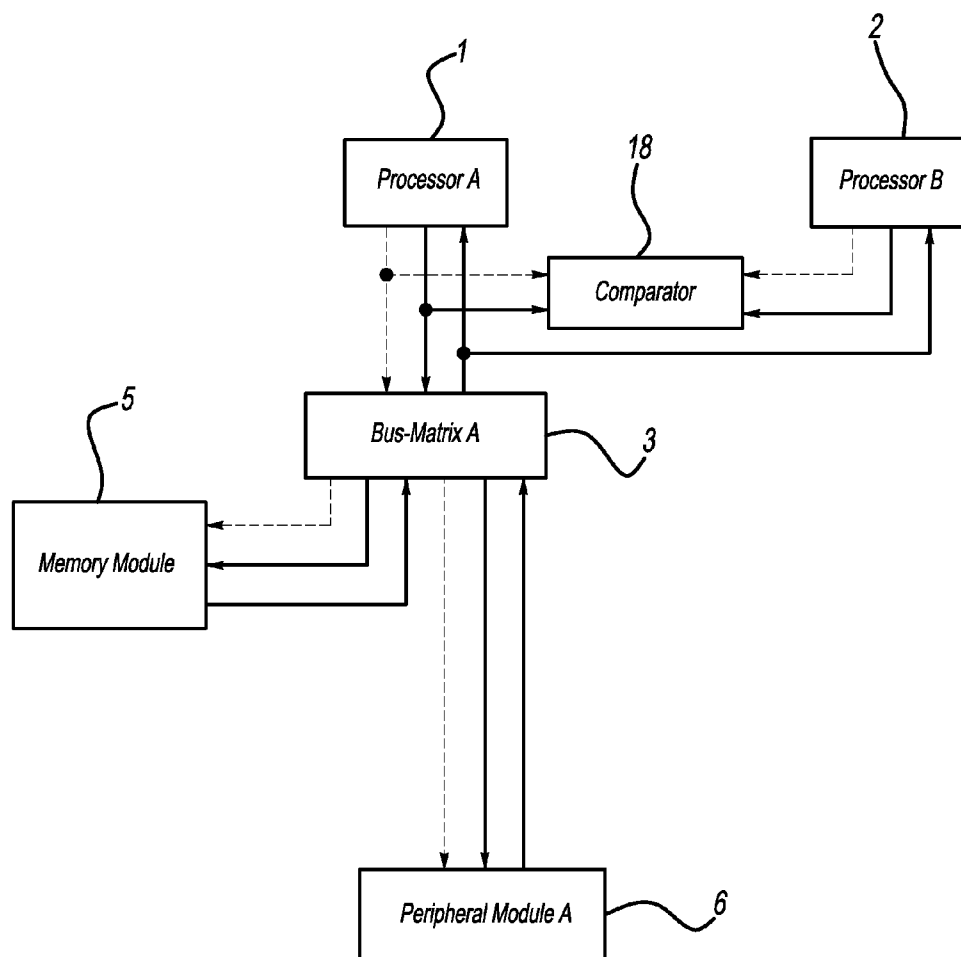 1
2
Processor A
18
Processor B
Comparator
5
Bus-Matrix A
3
Memory Module
Peripheral Module A
6